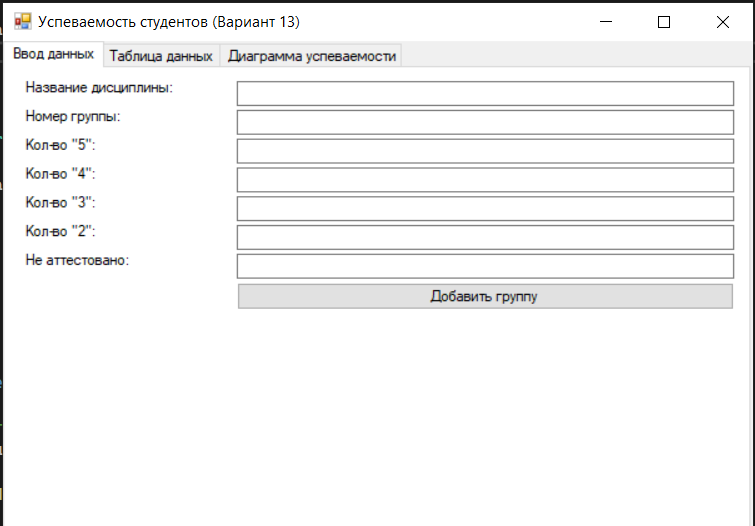 Успеваемость студентов (Вариант 13)
Ввод данных Таблица данных Диаграмма успеваемости
Название дисциплины:
Номер группы:
Кол-во "5":
Кол-во "4":
Кол-во "3":
Кол-во "2":
Не аттестовано:
Добавить группу